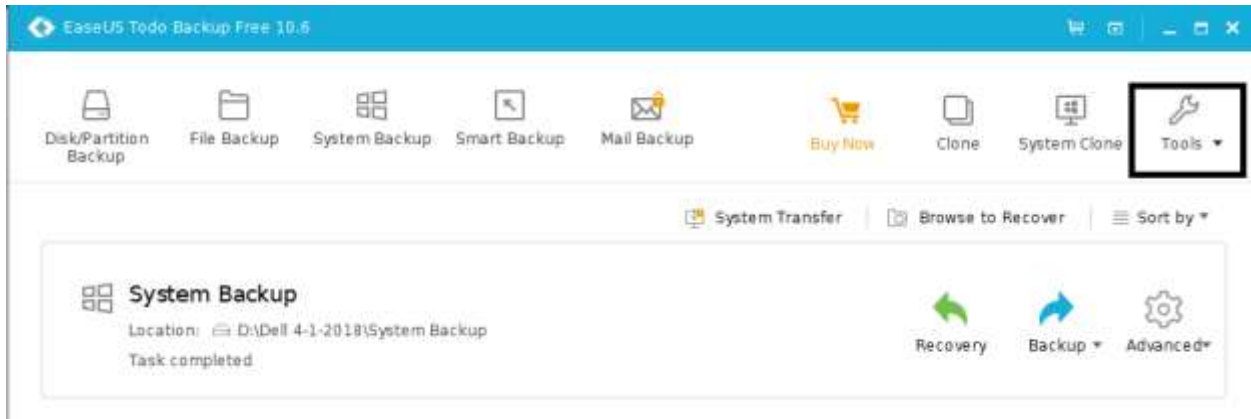 EaseUS Todo Backup Free 10.6
Disk/Partition Backup
File Backup
System Backup
Smart Backup
Mail Backup
Buy Now
Clone
System Clone
Tools
System Transfer
Browse to Recover
Sort by
System Backup
Location: D:\Dell 4-1-2018\System Backup
Task completed
Recovery
Backup
Advanced